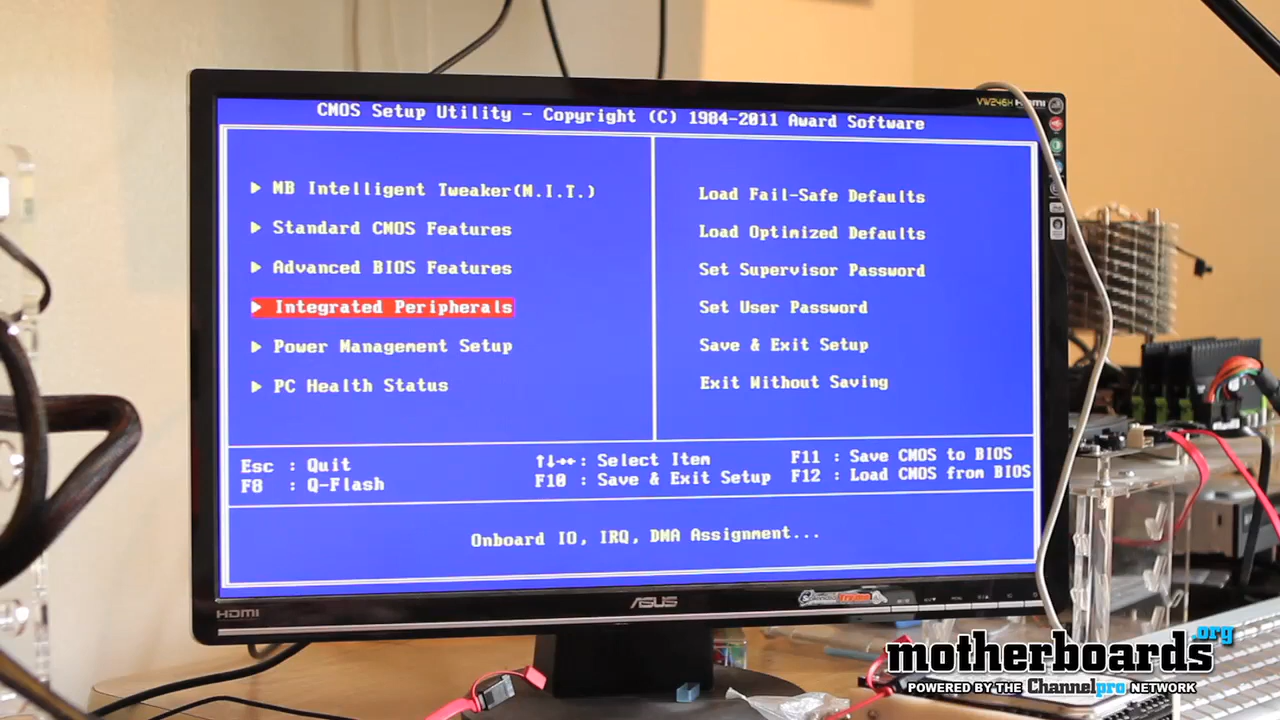 VW246H HDMI
CMOS Setup Utility - Copyright (C) 1984-2011 Award Software
MB Intelligent Tweaker(M.I.T.)
Standard CMOS Features
Advanced BIOS Features
Integrated Peripherals
Power Management Setup
PC Health Status
Load Fail-Safe Defaults
Load Optimized Defaults
Set Supervisor Password
Set User Password
Save & Exit Setup
Exit Without Saving
Esc : Quit
F8 : Q-Flash
↑↓→←: Select Item
F10 : Save & Exit Setup
F11 : Save CMOS to BIOS
F12 : Load CMOS from BIOS
Onboard IO, IRQ, DMA Assignment...
HDMI
ASUS
motherboards.org
POWERED BY THE Channelpro NETWORK